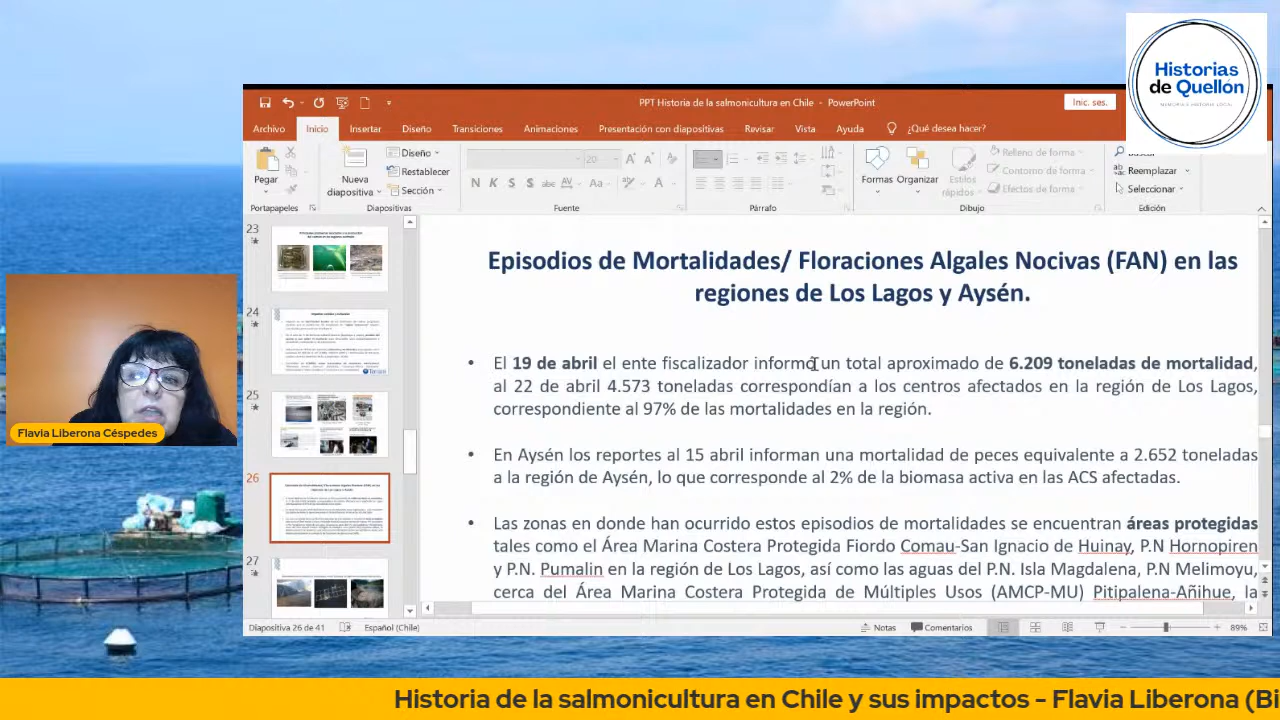 Historias
de Quellón
MEMORIA E HISTORIA LOCAL
PPT Historia de la salmonicultura en Chile - PowerPoint
Inic. ses.
Archivo Inicio Insertar Diseño Transiciones Animaciones Presentación con diapositivas Revisar Vista Ayuda ¿Qué desea hacer?
Pegar
Nueva
diapositiva
Diseño
Restablecer
Sección
20
N K S S abc AV Aa A
Formas
Organizar
Estilos
rápidos
Relleno de forma
Contorno de forma
Efectos de forma
Reemplazar
Seleccionar
Portapapeles Diapositivas Fuente Párrafo Dibujo Edición
23
24
25
26
27
Episodios de Mortalidades/ Floraciones Algales Nocivas (FAN) en las
regiones de Los Lagos y Aysén.
• El 19 de abril el ente fiscalizador informó un total aproximado de 6.209 toneladas de mortalidad,
al 22 de abril 4.573 toneladas correspondían a los centros afectados en la región de Los Lagos,
correspondiente al 97% de las mortalidades en la región.
• En Aysén los reportes al 15 abril informan una mortalidad de peces equivalente a 2.652 toneladas
a la región de Aysén, lo que corresponde al 2% de la biomasa activa en las ACS afectadas.
• Las zonas en donde han ocurrido estos episodios de mortalidades se encuentran áreas protegidas
tales como el Área Marina Costera Protegida Fiordo Comau-San Ignacio de Huinay, P.N Hornopiren
y P.N. Pumalin en la región de Los Lagos, así como las aguas del P.N. Isla Magdalena, P.N Melimoyu,
cerca del Área Marina Costera Protegida de Múltiples Usos (AMCP-MU) Pitipalena-Añihue, la
Flavia Liberona Céspedes
Diapositiva 26 de 41 Español (Chile) Notas Comentarios 89%
Historia de la salmonicultura en Chile y sus impactos - Flavia Liberona (Bi